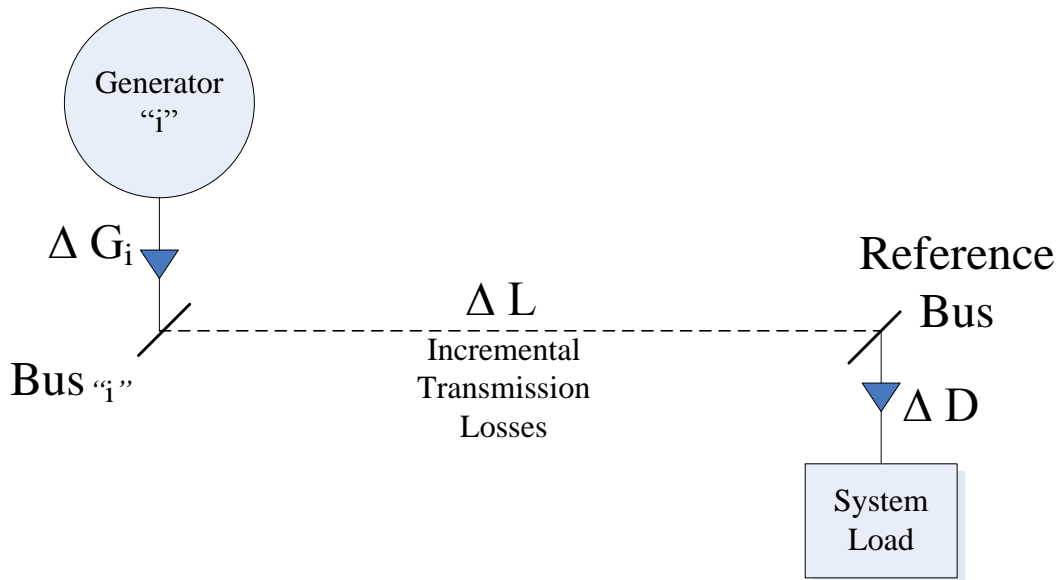 Generator
“i”
Δ Gi
Bus “i”
Δ L
Incremental
Transmission
Losses
Reference
Bus
Δ D
System
Load